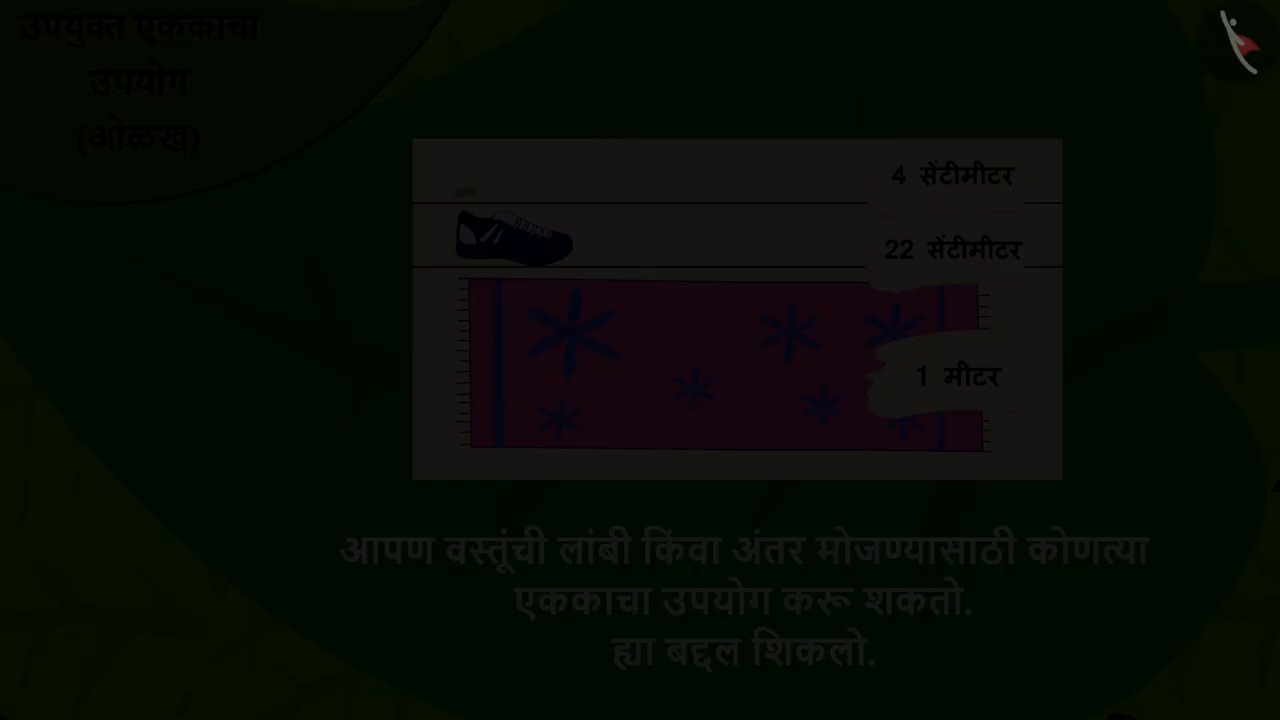 उपयुक्त एककाचा
उपयोग
(ओळख)
4 सेंटीमीटर
22 सेंटीमीटर
1 मीटर
आपण वस्तूंची लांबी किंवा अंतर मोजण्यासाठी कोणत्या
एककाचा उपयोग करू शकतो.
ह्या बद्दल शिकलो.